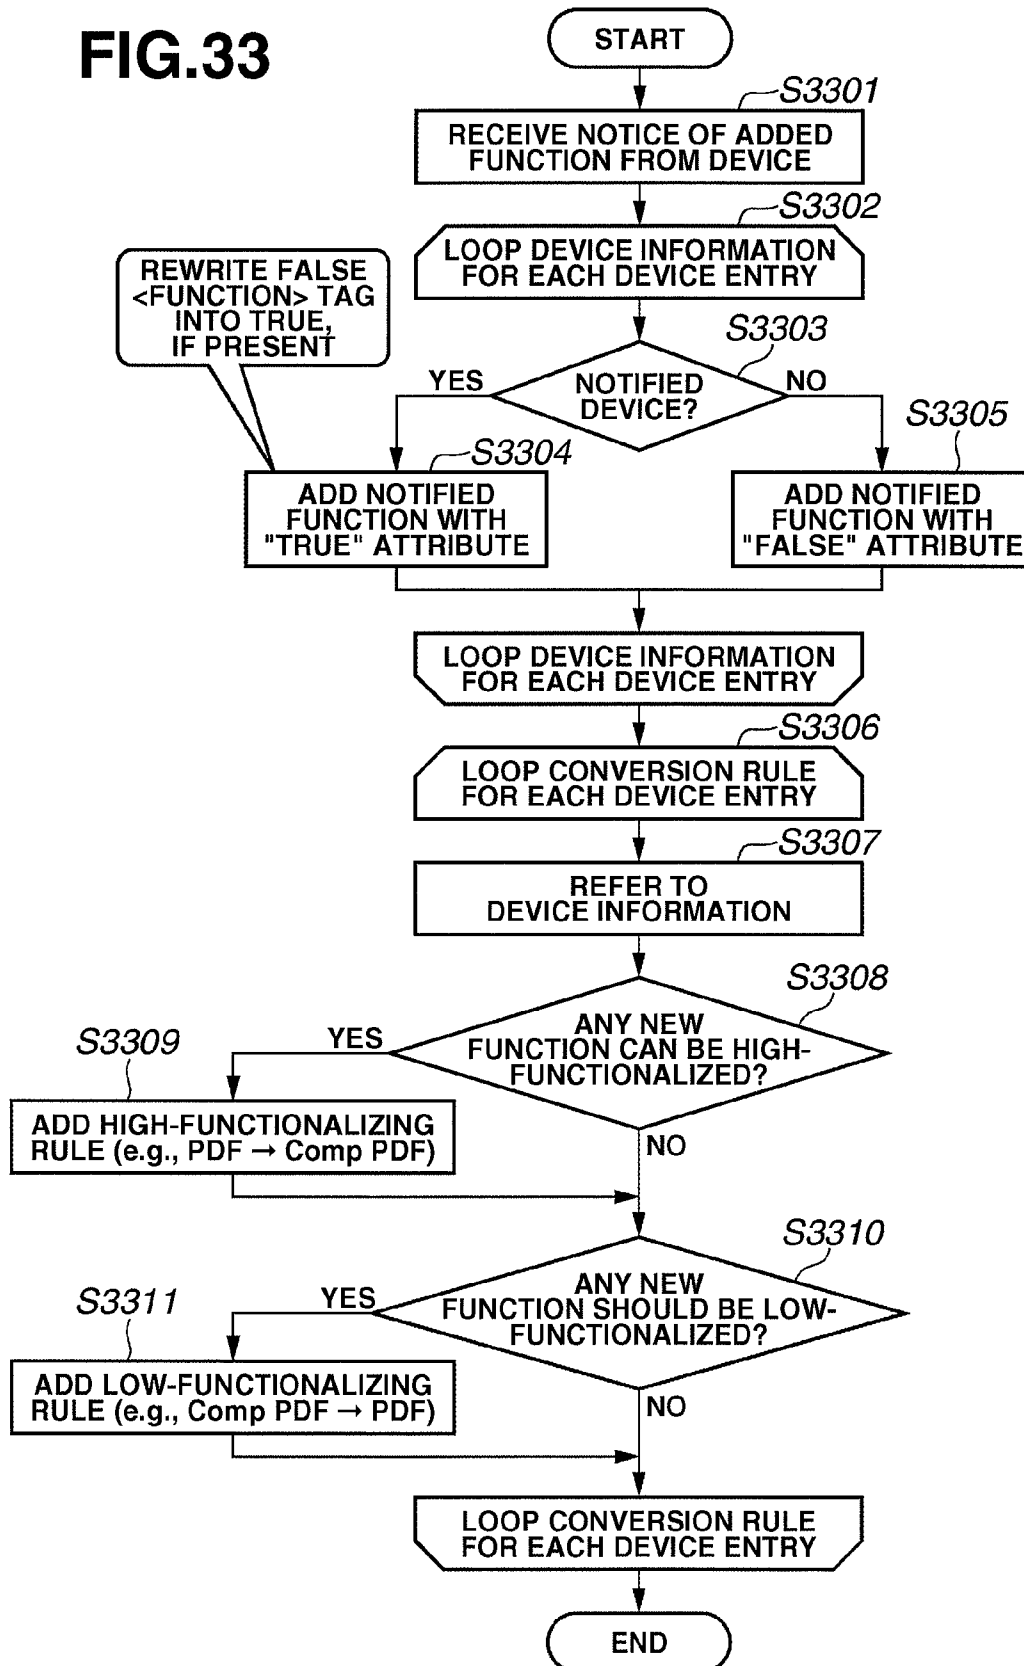 FIG.33
START
S3301
RECEIVE NOTICE OF ADDED
FUNCTION FROM DEVICE
S3302
LOOP DEVICE INFORMATION
FOR EACH DEVICE ENTRY
REWRITE FALSE
<FUNCTION> TAG
INTO TRUE,
IF PRESENT
S3303
YES
NOTIFIED
DEVICE?
NO
S3304
S3305
ADD NOTIFIED
FUNCTION WITH
"TRUE" ATTRIBUTE
ADD NOTIFIED
FUNCTION WITH
"FALSE" ATTRIBUTE
LOOP DEVICE INFORMATION
FOR EACH DEVICE ENTRY
S3306
LOOP CONVERSION RULE
FOR EACH DEVICE ENTRY
S3307
REFER TO
DEVICE INFORMATION
S3308
ANY NEW
FUNCTION CAN BE HIGH-
FUNCTIONALIZED?
YES
S3309
ADD HIGH-FUNCTIONALIZING
RULE (e.g., PDF → Comp PDF)
NO
S3310
ANY NEW
FUNCTION SHOULD BE LOW-
FUNCTIONALIZED?
YES
S3311
ADD LOW-FUNCTIONALIZING
RULE (e.g., Comp PDF → PDF)
NO
LOOP CONVERSION RULE
FOR EACH DEVICE ENTRY
END